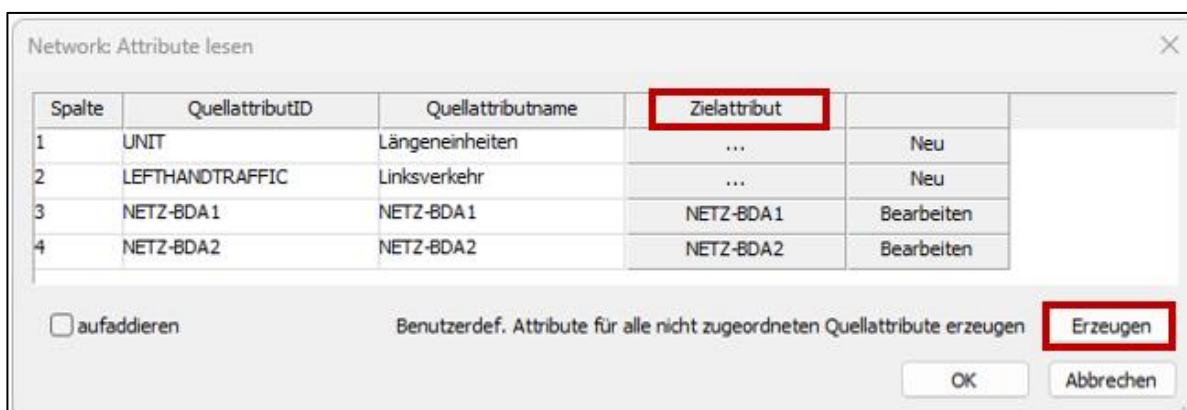 Network: Attribute lesen
Spalte QuellattributID Quellattributname Zielattribut
1 UNIT Längeneinheiten ... Neu
2 LEFTHANDTRAFFIC Linksverkehr ... Neu
3 NETZ-BDA1 NETZ-BDA1 NETZ-BDA1 Bearbeiten
4 NETZ-BDA2 NETZ-BDA2 NETZ-BDA2 Bearbeiten
aufaddieren Benutzerdef. Attribute für alle nicht zugeordneten Quellattribute erzeugen Erzeugen
OK Abbrechen